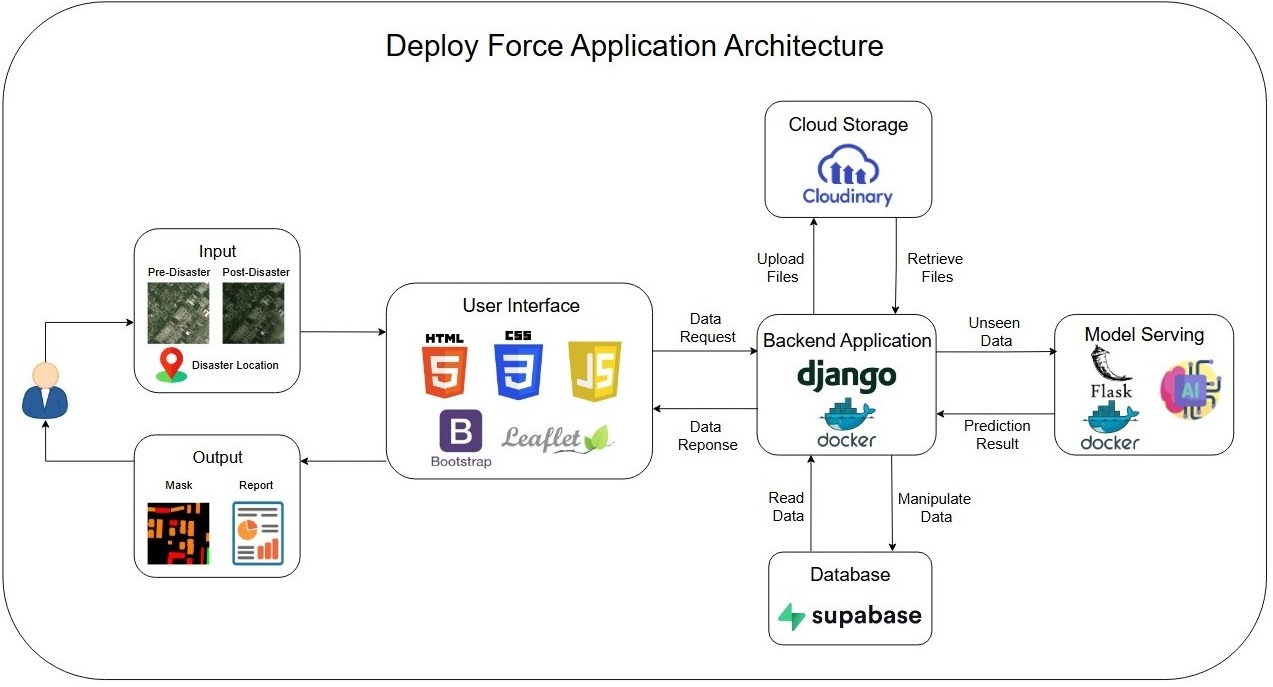 Deploy Force Application Architecture
Cloud Storage
Cloudinary
Upload
Files
Retrieve
Files
Input
Pre-Disaster
Post-Disaster
Disaster Location
User Interface
HTML
5
CSS
3
JS
B
Bootstrap
Leaflet
Data
Request
Data
Reponse
Backend Application
django
docker
Unseen
Data
Prediction
Result
Model Serving
Flask
AI
docker
Output
Mask
Report
Read
Data
Manipulate
Data
Database
supabase